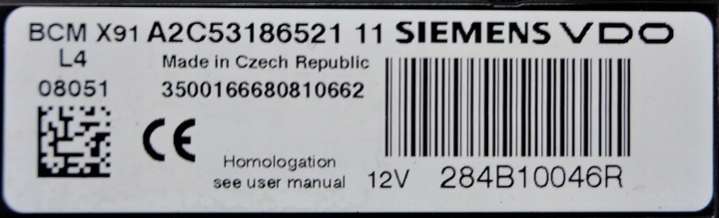 BCM X91 A2C53186521 11 SIEMENS VDO
L4 Made in Czech Republic
08051 3500166680810662
CE
Homologation
see user manual 12V 284B10046R